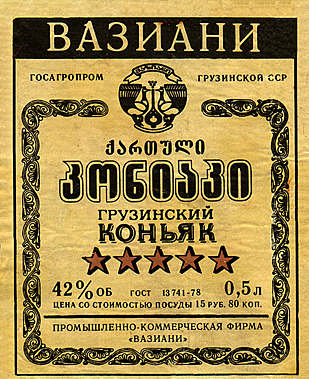 ВАЗИАНИ
ГОСАГРОПРОМ ГРУЗИНСКОЙ ССР
ქართული
კონიაკი
ГРУЗИНСКИЙ
КОНЬЯК
42% ОБ ГОСТ 13741-78 0,5 л
ЦЕНА СО СТОИМОСТЬЮ ПОСУДЫ 15 РУБ. 80 КОП.
ПРОМЫШЛЕННО-КОММЕРЧЕСКАЯ ФИРМА
«ВАЗИАНИ»